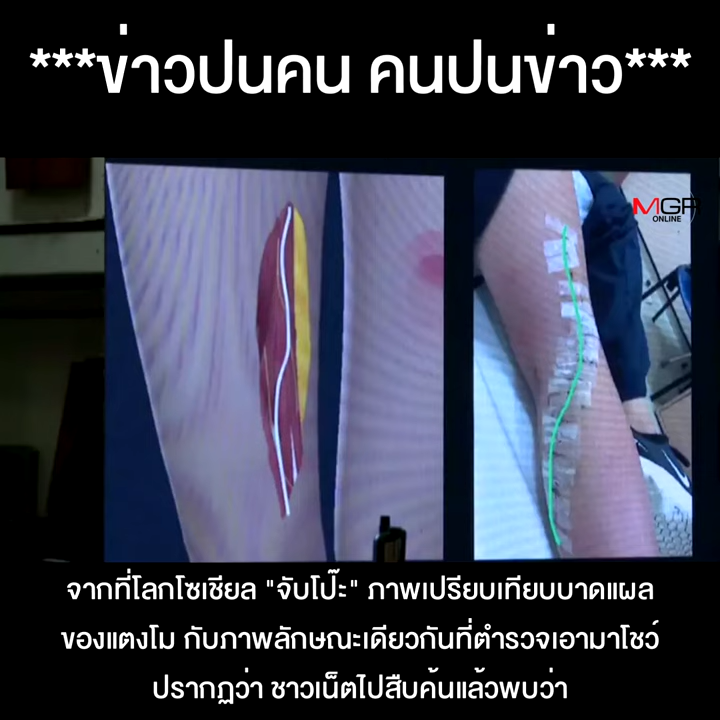 ***ข่าวปนคน คนปนข่าว***
MGR
ONLINE
จากที่โลกโซเชียล "จับโป๊ะ" ภาพเปรียบเทียบบาดแผล
ของแตงโม กับภาพลักษณะเดียวกันที่ตำรวจเอามาโชว์
ปรากฏว่า ชาวเน็ตไปสืบค้นแล้วพบว่า